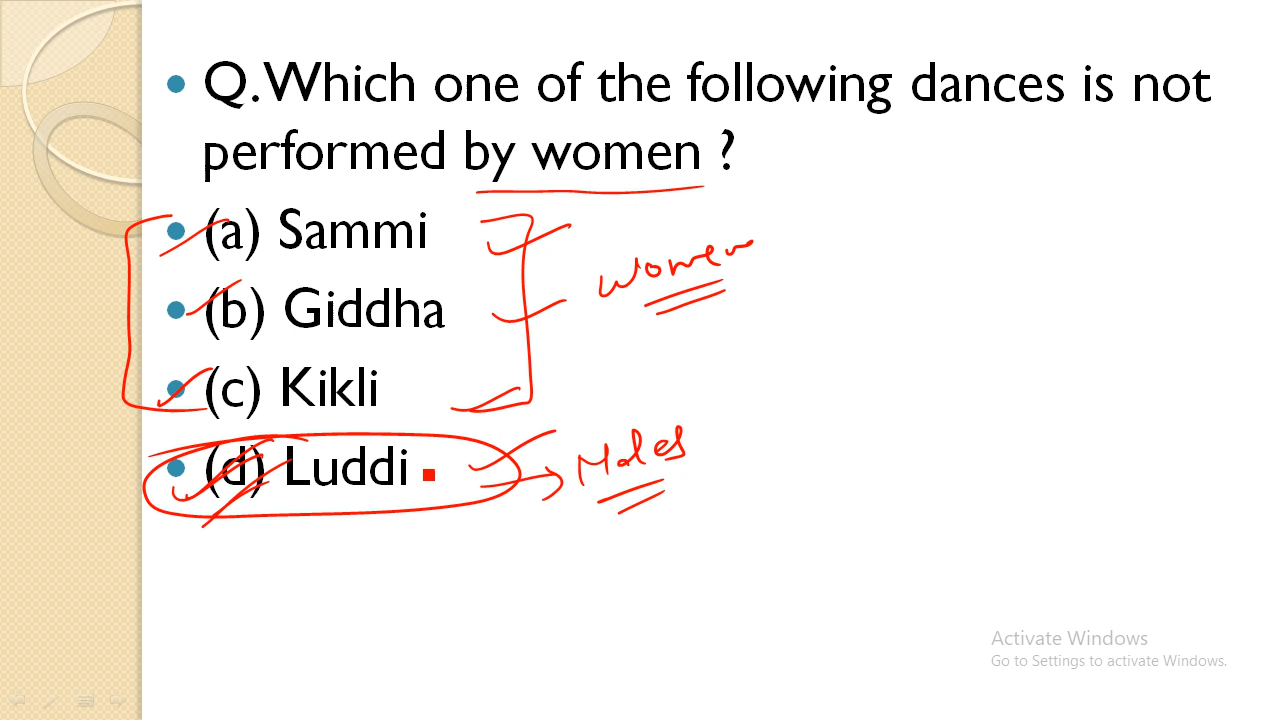 Q.Which one of the following dances is not
performed by women ?
(a) Sammi
(b) Giddha
(c) Kikli
(d) Luddi
women
Males
Activate Windows
Go to Settings to activate Windows.